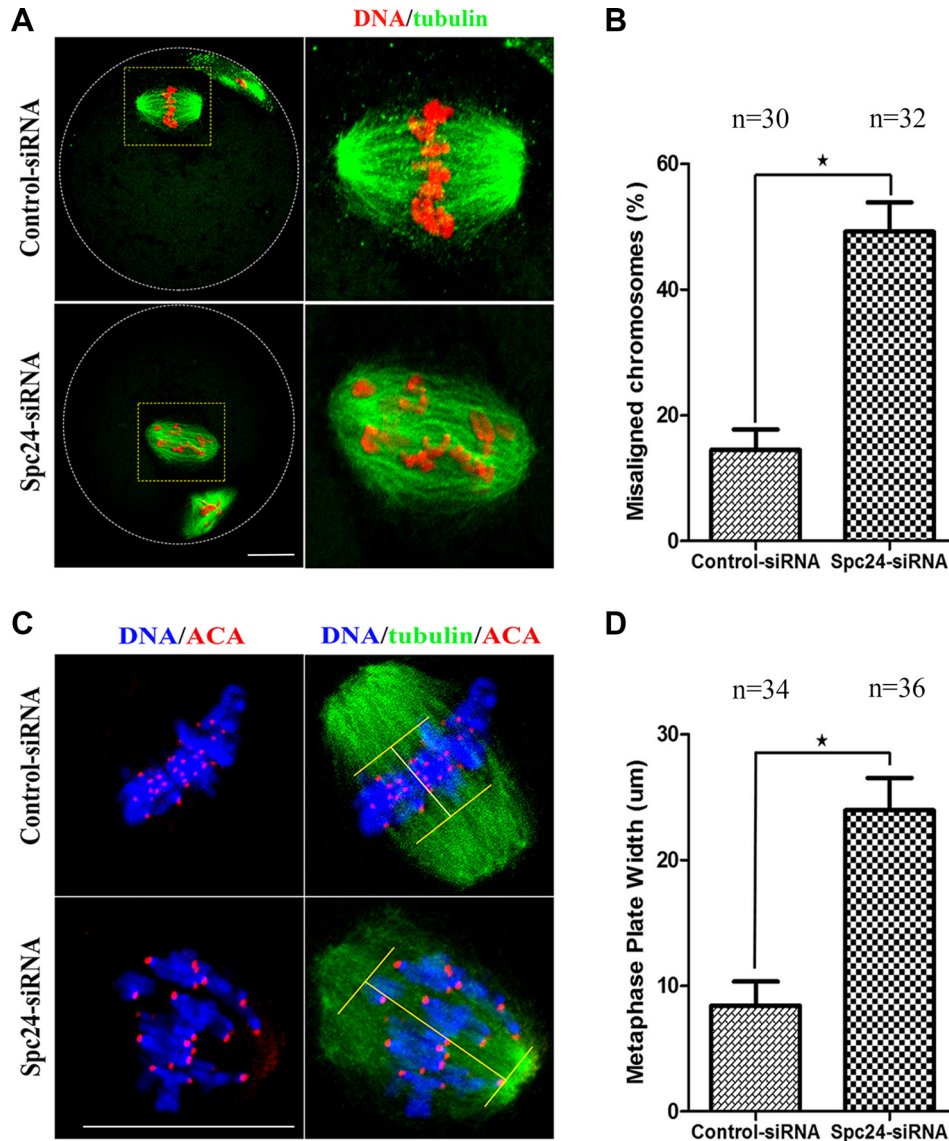 A
DNA/tubulin
Control-siRNA
Spc24-siRNA
B
n=30 n=32
★
Misaligned chromosomes (%)
60
40
20
0
Control-siRNA Spc24-siRNA
C
DNA/ACA DNA/tubulin/ACA
Control-siRNA
Spc24-siRNA
D
n=34 n=36
★
Metaphase Plate Width (um)
30
20
10
0
Control-siRNA Spc24-siRNA